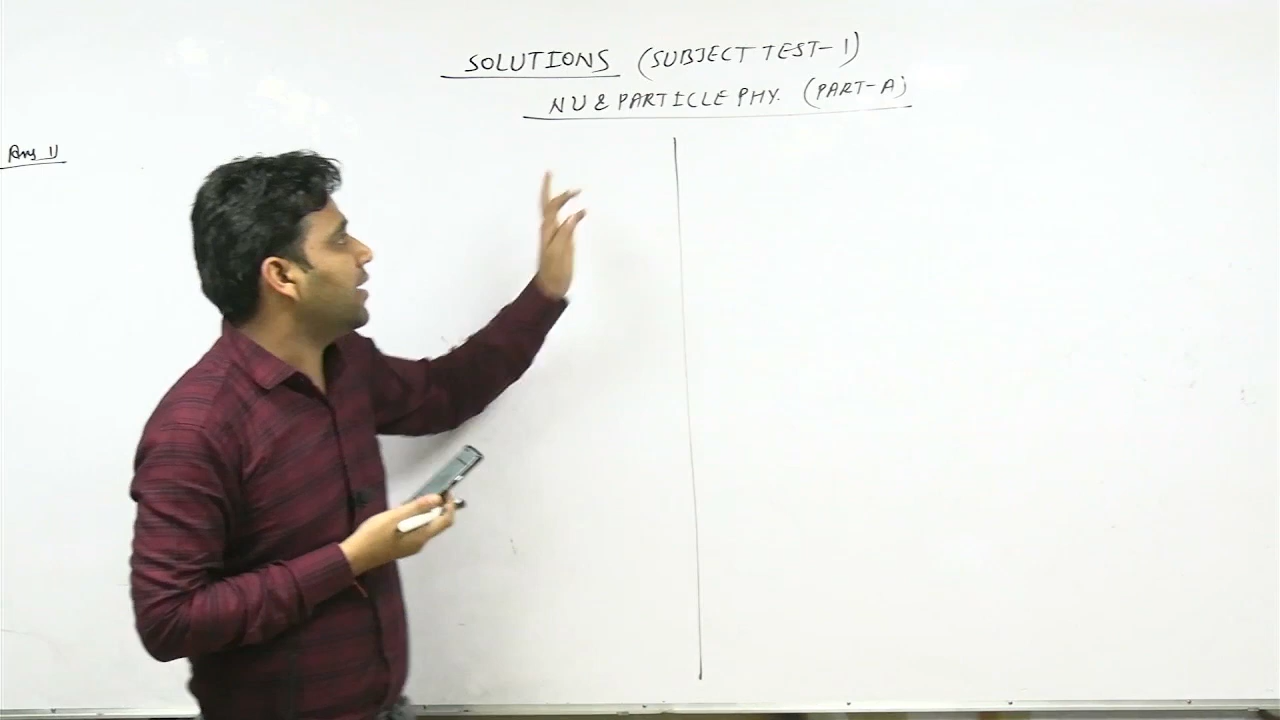 SOLUTIONS (SUBJECT TEST-1)
NU & PARTICLE PHY. (PART-A)
Ans 1)